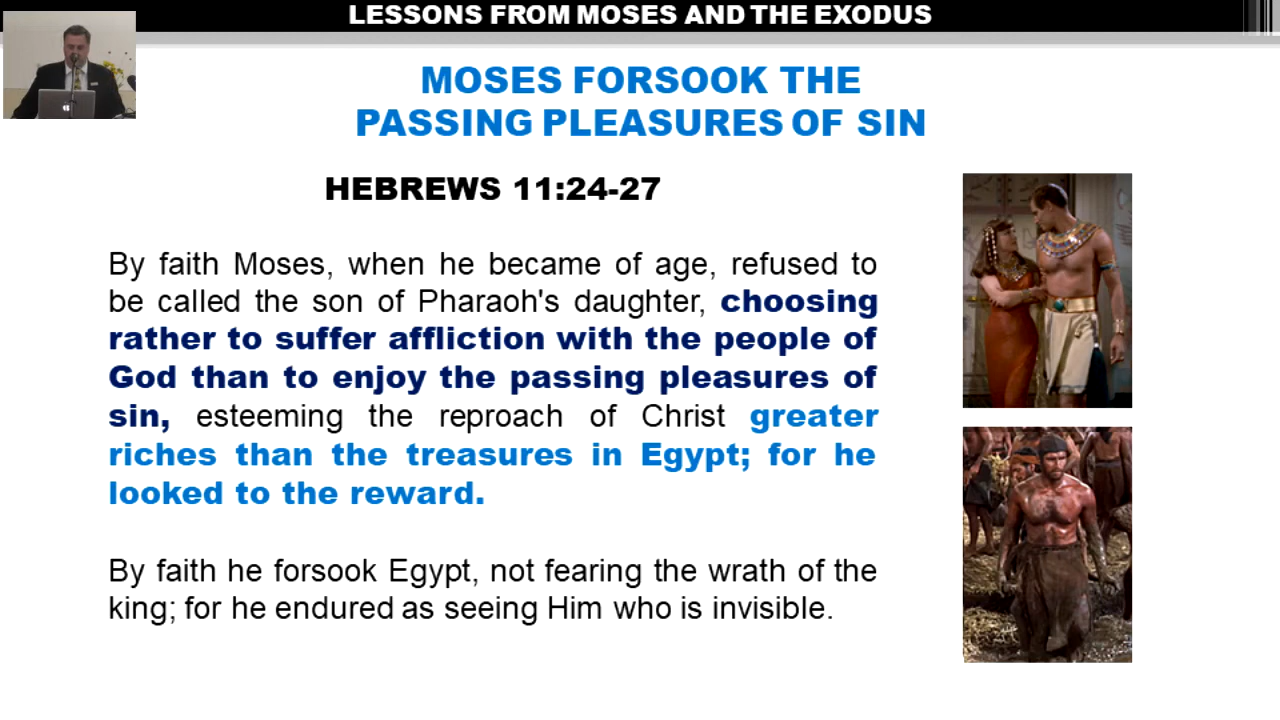 LESSONS FROM MOSES AND THE EXODUS
MOSES FORSOOK THE
PASSING PLEASURES OF SIN
HEBREWS 11:24-27
By faith Moses, when he became of age, refused to
be called the son of Pharaoh's daughter, choosing
rather to suffer affliction with the people of
God than to enjoy the passing pleasures of
sin, esteeming the reproach of Christ greater
riches than the treasures in Egypt; for he
looked to the reward.
By faith he forsook Egypt, not fearing the wrath of the
king; for he endured as seeing Him who is invisible.